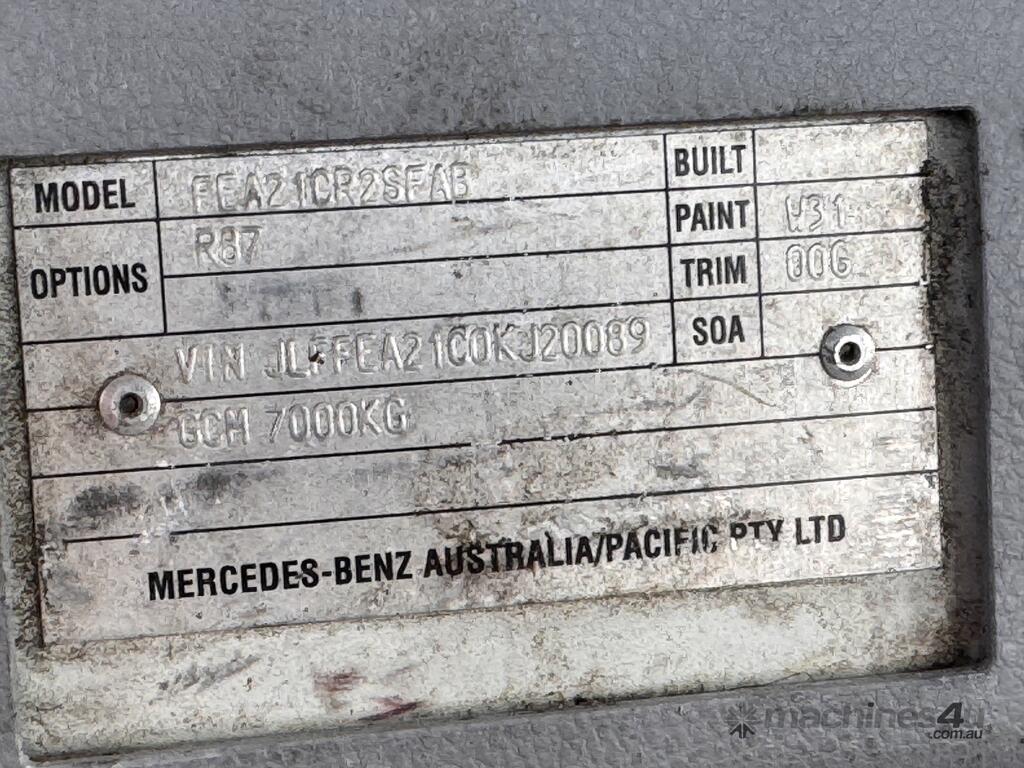 MODEL FEA21CR2SFAB BUILT
OPTIONS R87 PAINT W31
TRIM 00G
VIN JLFFEA21C0KJ20089 SOA
GCM 7000KG
MERCEDES-BENZ AUSTRALIA/PACIFIC PTY LTD
machines4u
.com.au